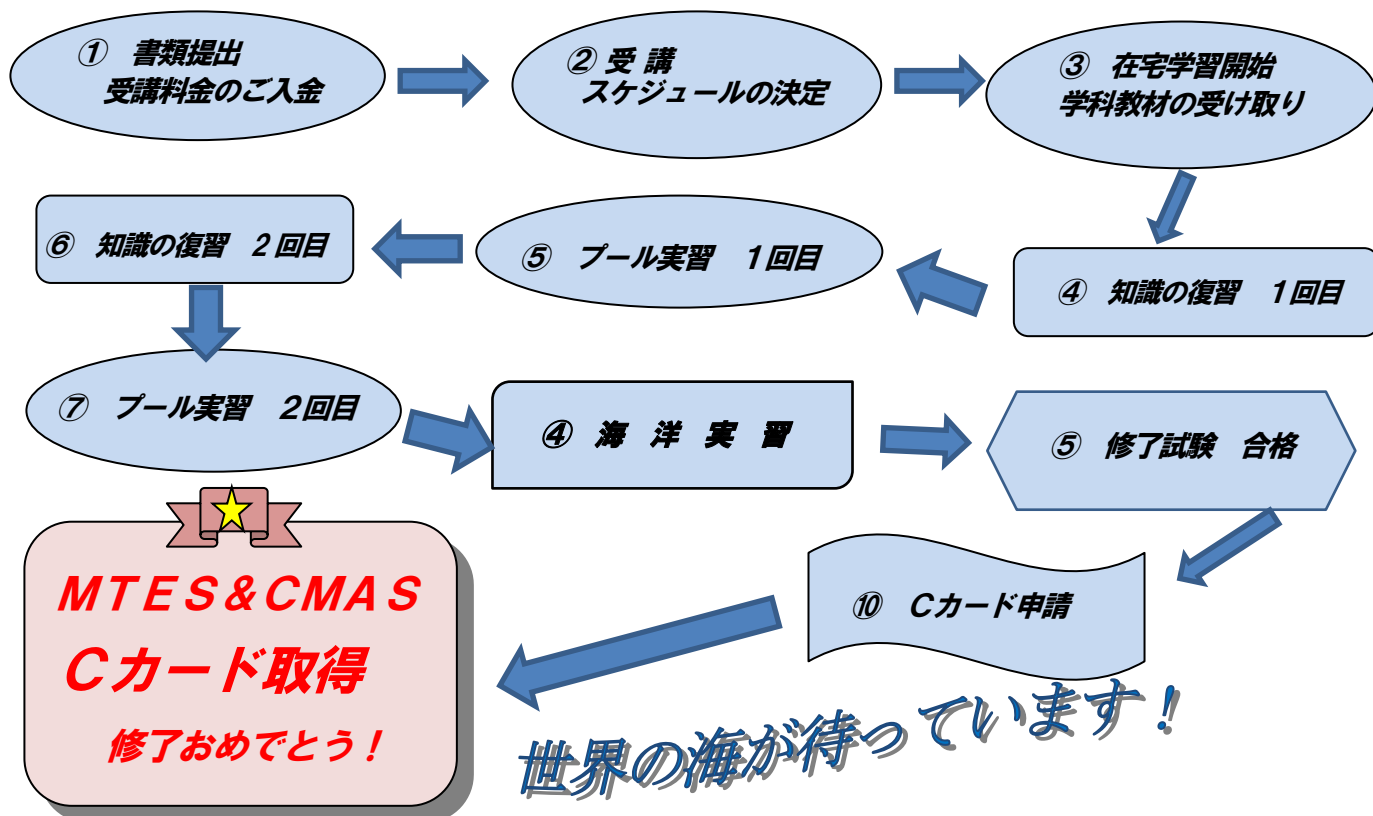 ① 書類提出
受講料金のご入金
② 受 講
スケジュールの決定
③ 在宅学習開始
学科教材の受け取り
④ 知識の復習 １回目
⑤ プール実習 １回目
⑥ 知識の復習 ２回目
⑦ プール実習 ２回目
④ 海 洋 実 習
⑤ 修了試験 合格
⑩ Ｃカード申請
ＭＴＥＳ＆ＣＭＡＳ
Ｃカード取得
修了おめでとう！
世界の海が待っています！